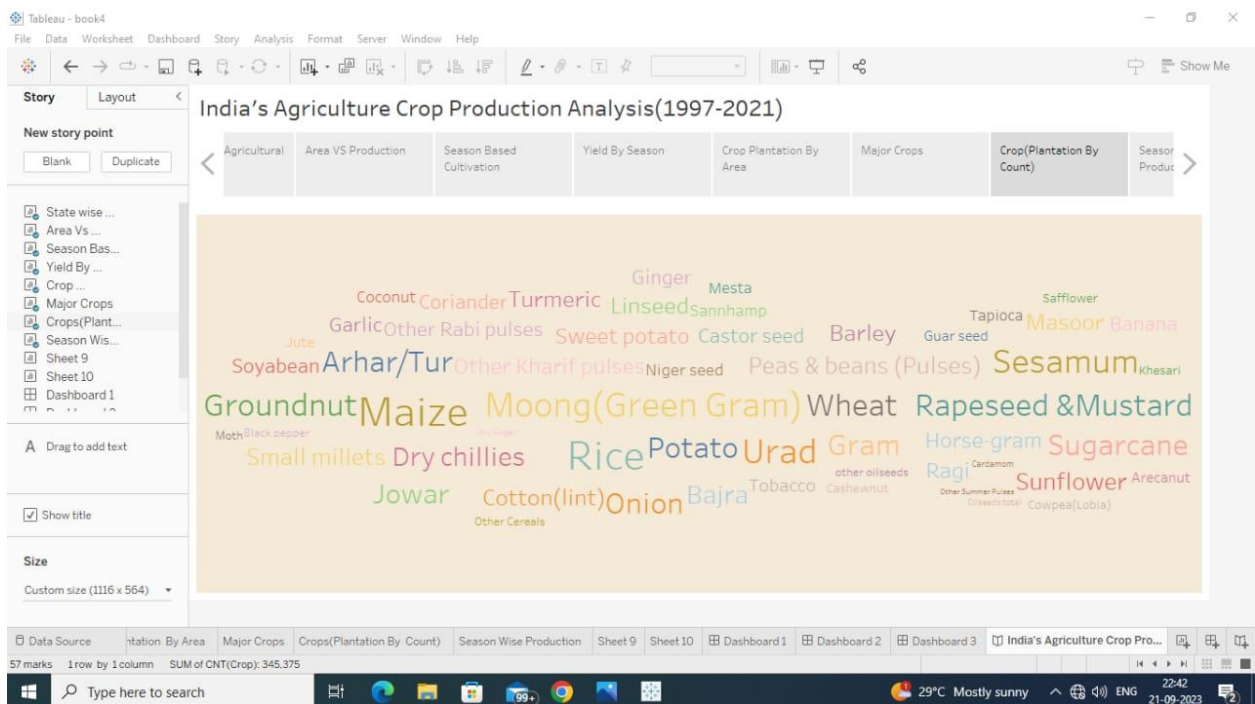 Tableau - book4
File Data Worksheet Dashboard Story Analysis Format Server Window Help
Show Me
Story Layout
New story point
Blank Duplicate
State wise ...
Area Vs ...
Season Bas...
Yield By ...
Crop ...
Major Crops
Crops(Plant...
Season Wis...
Sheet 9
Sheet 10
Dashboard 1
A Drag to add text
Show title
Size
Custom size (1116 x 564)
India's Agriculture Crop Production Analysis(1997-2021)
Agricultural
Area VS Production
Season Based
Cultivation
Yield By Season
Crop Plantation By
Area
Major Crops
Crop(Plantation By
Count)
Season
Produc
Ginger
Mesta
Safflower
Coconut Coriander Turmeric Linseed Sannhamp
Tapioca Masoor Banana
Garlic Other Rabi pulses Sweet potato Castor seed Barley Guar seed
Jute
Soyabean Arhar/Tur Other Kharif pulses Niger seed Peas & beans (Pulses) Sesamum Khesari
Groundnut Maize Moong(Green Gram) Wheat Rapeseed &Mustard
Moth Black pepper Dry Ginger
Small millets Dry chillies Rice Potato Urad Gram Horse-gram Sugarcane
other oilseeds Ragi Cardamom
Jowar Cotton(lint) Onion Bajra Tobacco Cashewnut Other Summer Pulses Sunflower Arecanut
Oilseeds total Cowpea(Lobia)
Other Cereals
Data Source ntation By Area Major Crops Crops(Plantation By Count) Season Wise Production Sheet 9 Sheet 10 Dashboard 1 Dashboard 2 Dashboard 3 India's Agriculture Crop Pro...
57 marks 1 row by 1 column SUM of CNT(Crop): 345,375
Type here to search 99+ 29°C Mostly sunny ENG 22:42
21-09-2023 2